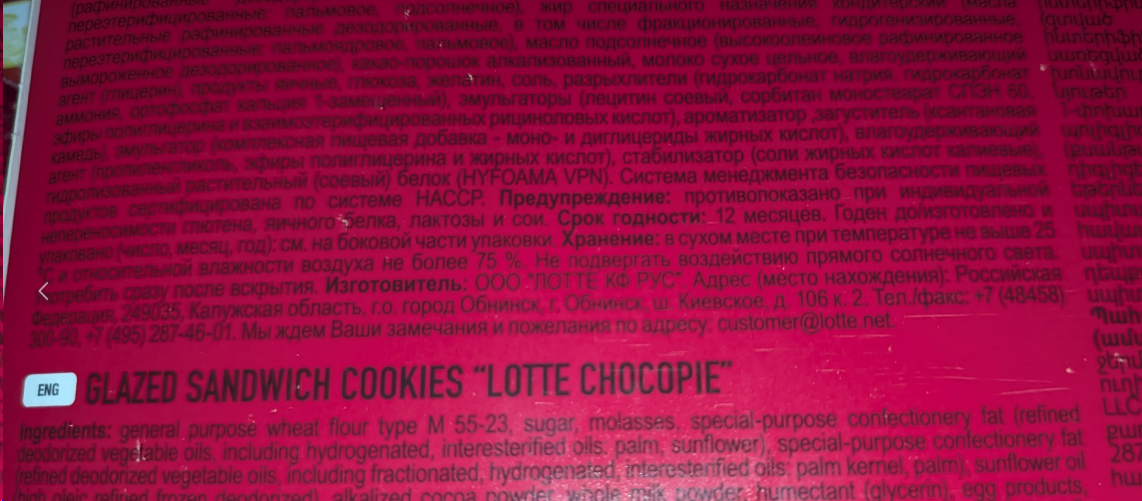 (рафинированные
переэтерифицированные: пальмовое, подсолнечное), жир специального назначения кондитерский (масла
растительные рафинированные дезодорированные, в том числе фракционированные, гидрогенизированные,
переэтерифицированные: пальмоядровое, пальмовое), масло подсолнечное (высокоолеиновое рафинированное
вымороженное дезодорированное), какао-порошок алкализованный, молоко сухое цельное, влагоудерживающий
агент (глицерин), продукты яичные, глюкоза, желатин, соль, разрыхлители (гидрокарбонат натрия, гидрокарбонат
аммония, ортофосфат кальция 1-замещенный), эмульгаторы (лецитин соевый, сорбитан моностеарат СПЭН 60,
эфиры полиглицерина и взаимоэтерифицированных рициноловых кислот), ароматизатор ,загуститель (ксантановая
камедь), эмульгатор (комплексная пищевая добавка - моно- и диглицериды жирных кислот), влагоудерживающий
агент (пропиленгликоль, эфиры полиглицерина и жирных кислот), стабилизатор (соли жирных кислот калиевые),
гидролизованный растительный (соевый) белок (HYFOAMA VPN). Система менеджмента безопасности пищевых
продуктов сертифицирована по системе НАССР. Предупреждение: противопоказано при индивидуальной
непереносимости глютена, яичного белка, лактозы и сои. Срок годности: 12 месяцев. Годен до/изготовлено и
упаковано (число, месяц, год): см. на боковой части упаковки. Хранение: в сухом месте при температуре не выше 25
°С и относительной влажности воздуха не более 75 %. Не подвергать воздействию прямого солнечного света.
Употребить сразу после вскрытия. Изготовитель: ООО "ЛОТТЕ КФ РУС". Адрес (место нахождения): Российская
Федерация, 249035, Калужская область, г.о. город Обнинск, г. Обнинск, ш. Киевское, д. 106 к. 2. Тел./факс: +7 (48458)
300-90, +7 (495) 287-46-01. Мы ждем Ваши замечания и пожелания по адресу: customer@lotte.net.
ENG GLAZED SANDWICH COOKIES "LOTTE CHOCOPIE"
Ingredients: general purpose wheat flour type M 55-23, sugar, molasses, special-purpose confectionery fat (refined
deodorized vegetable oils, including hydrogenated, interesterified oils: palm, sunflower), special-purpose confectionery fat
(refined deodorized vegetable oils, including fractionated, hydrogenated, interesterified oils: palm kernel, palm), sunflower oil
(high oleic refined frozen deodorized), alkalized cocoa powder, whole milk powder, humectant (glycerin), egg products,